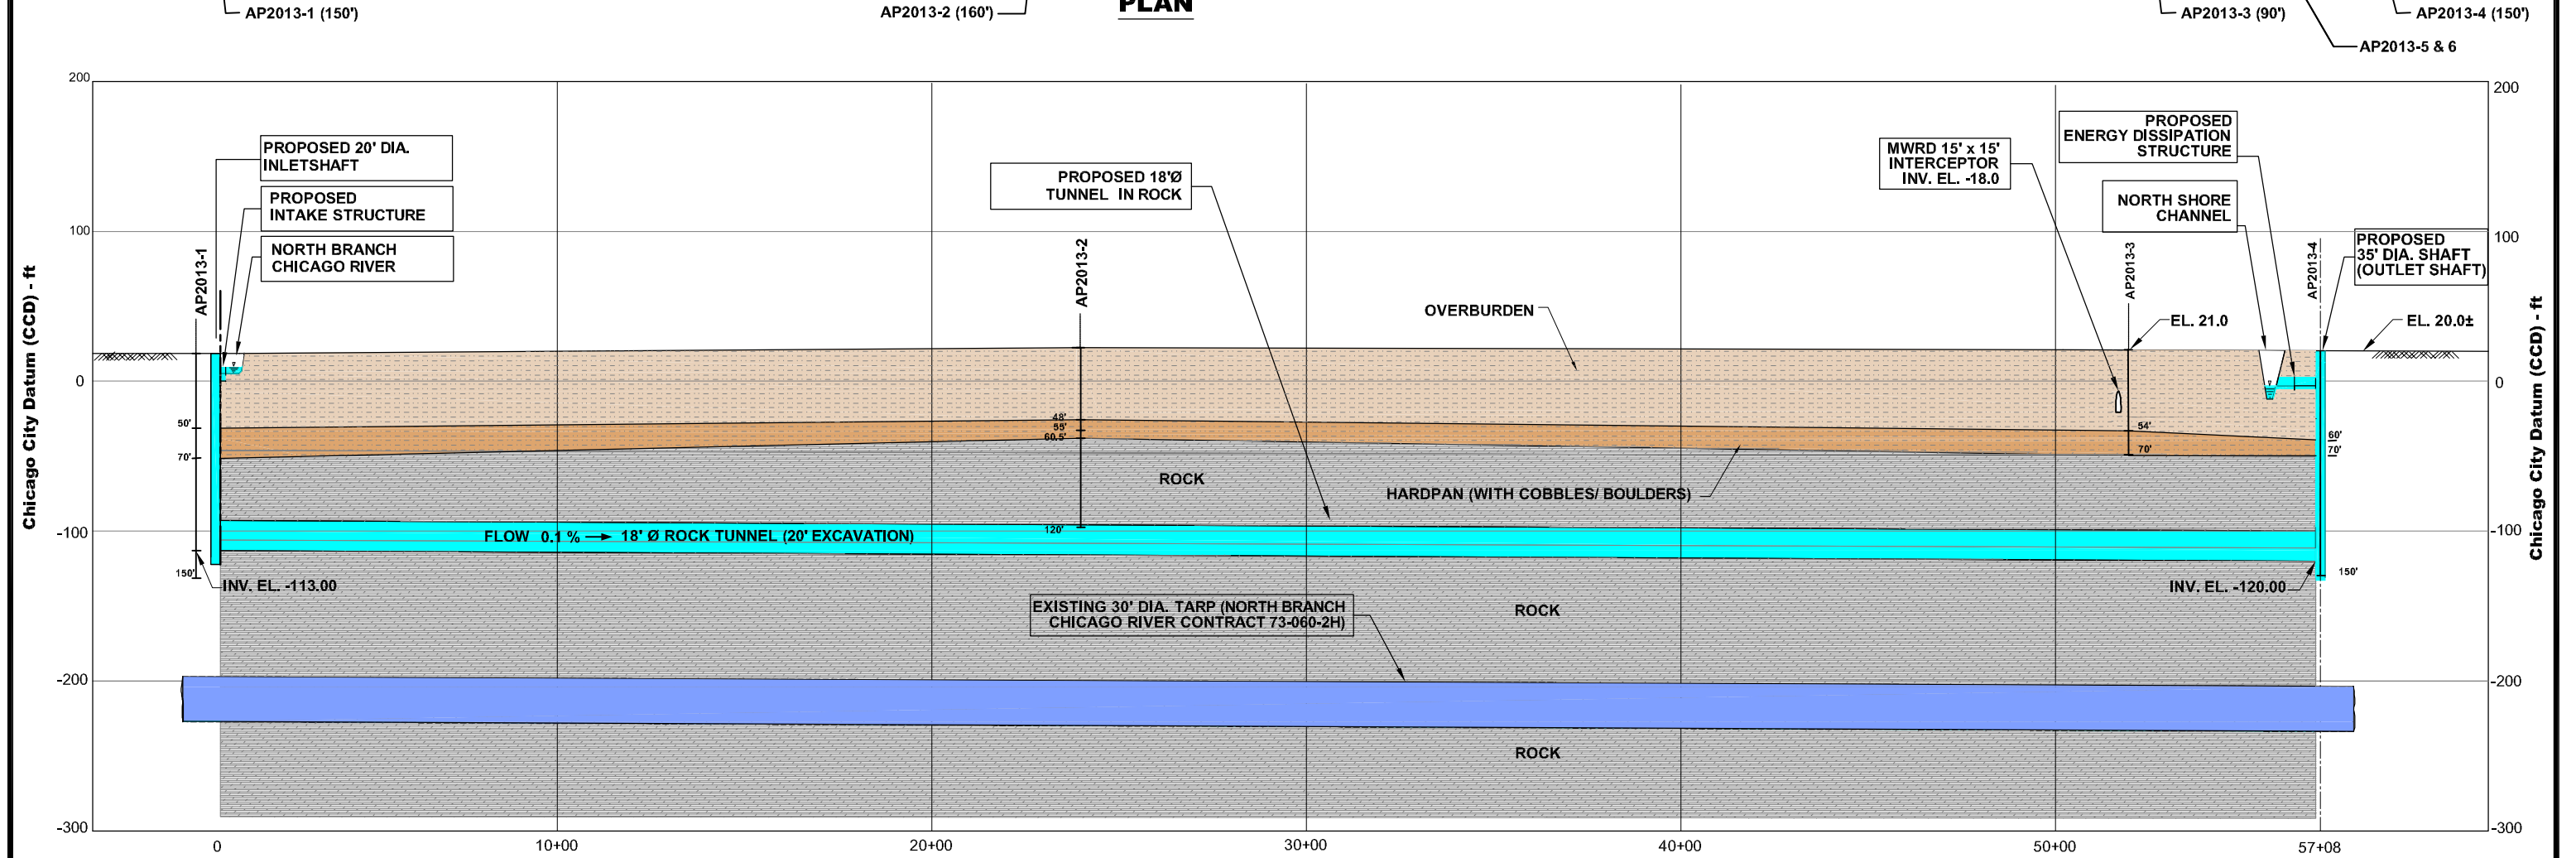 PLAN
AP2013-1 (150')
AP2013-2 (160')
AP2013-3 (90')
AP2013-4 (150')
AP2013-5 & 6
200
200
PROPOSED 20' DIA.
INLETSHAFT
PROPOSED
INTAKE STRUCTURE
NORTH BRANCH
CHICAGO RIVER
PROPOSED 18'Ø
TUNNEL IN ROCK
MWRD 15' x 15'
INTERCEPTOR
INV. EL. -18.0
PROPOSED
ENERGY DISSIPATION
STRUCTURE
NORTH SHORE
CHANNEL
PROPOSED
35' DIA. SHAFT
(OUTLET SHAFT)
100
100
AP2013-1
AP2013-2
AP2013-3
AP2013-4
OVERBURDEN
EL. 21.0
EL. 20.0±
Chicago City Datum (CCD) - ft
Chicago City Datum (CCD) - ft
0
0
50'
48'
55'
60.5'
54'
60'
70'
70'
70'
ROCK
HARDPAN (WITH COBBLES/ BOULDERS)
-100
-100
120'
FLOW 0.1 % 18' Ø ROCK TUNNEL (20' EXCAVATION)
150'
150'
INV. EL. -113.00
INV. EL. -120.00
EXISTING 30' DIA. TARP (NORTH BRANCH
CHICAGO RIVER CONTRACT 73-060-2H)
ROCK
-200
-200
ROCK
-300
-300
0
10+00
20+00
30+00
40+00
50+00
57+08